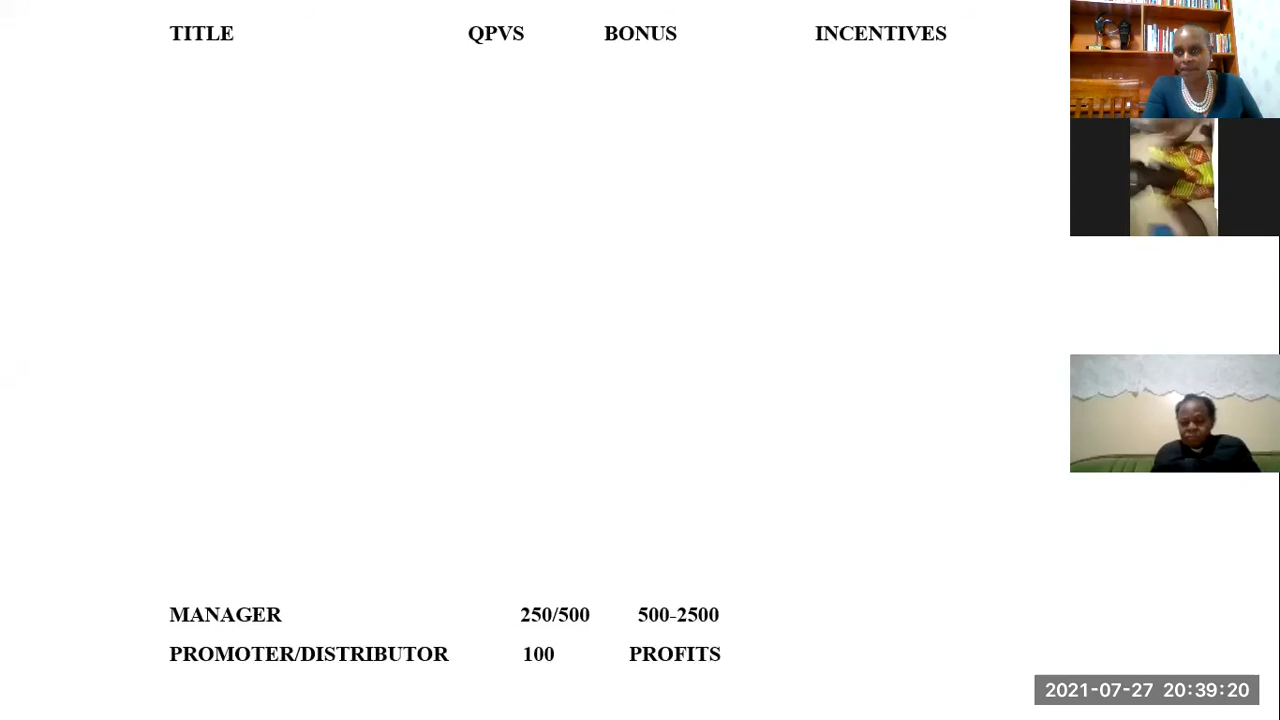 TITLE QPVS BONUS INCENTIVES
MANAGER 250/500 500-2500
PROMOTER/DISTRIBUTOR 100 PROFITS
2021-07-27 20:39:20